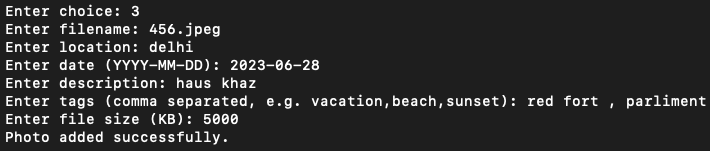 Enter choice: 3
Enter filename: 456.jpeg
Enter location: delhi
Enter date (YYYY-MM-DD): 2023-06-28
Enter description: haus khaz
Enter tags (comma separated, e.g. vacation,beach,sunset): red fort , parliment
Enter file size (KB): 5000
Photo added successfully.